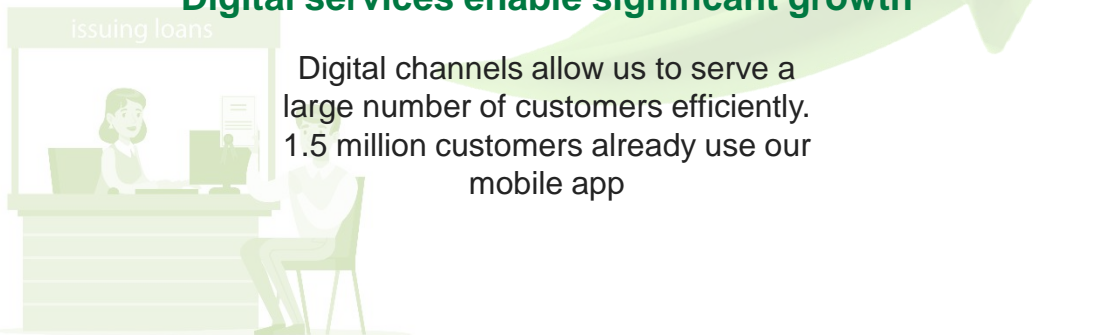 Digital services enable significant growth
issuing loans
Digital channels allow us to serve a
large number of customers efficiently.
1.5 million customers already use our
mobile app